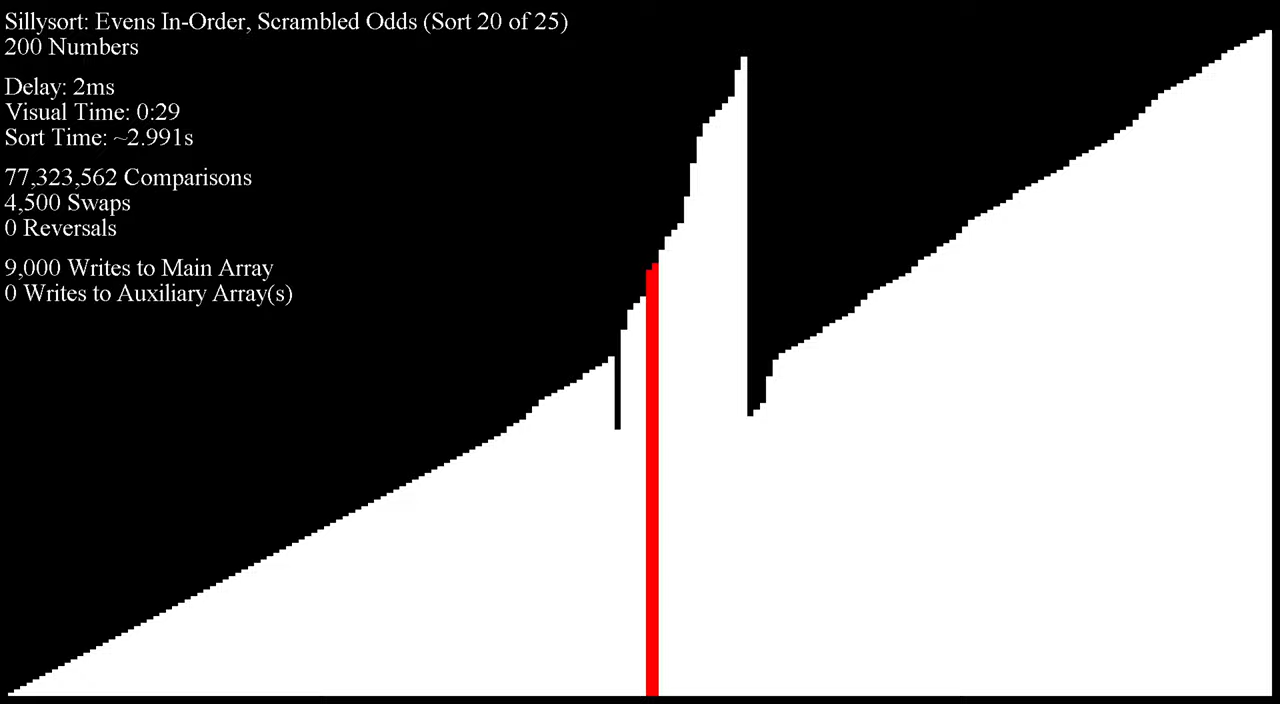 Sillysort: Evens In-Order, Scrambled Odds (Sort 20 of 25)
200 Numbers
Delay: 2ms
Visual Time: 0:29
Sort Time: ~2.991s
77,323,562 Comparisons
4,500 Swaps
0 Reversals
9,000 Writes to Main Array
0 Writes to Auxiliary Array(s)